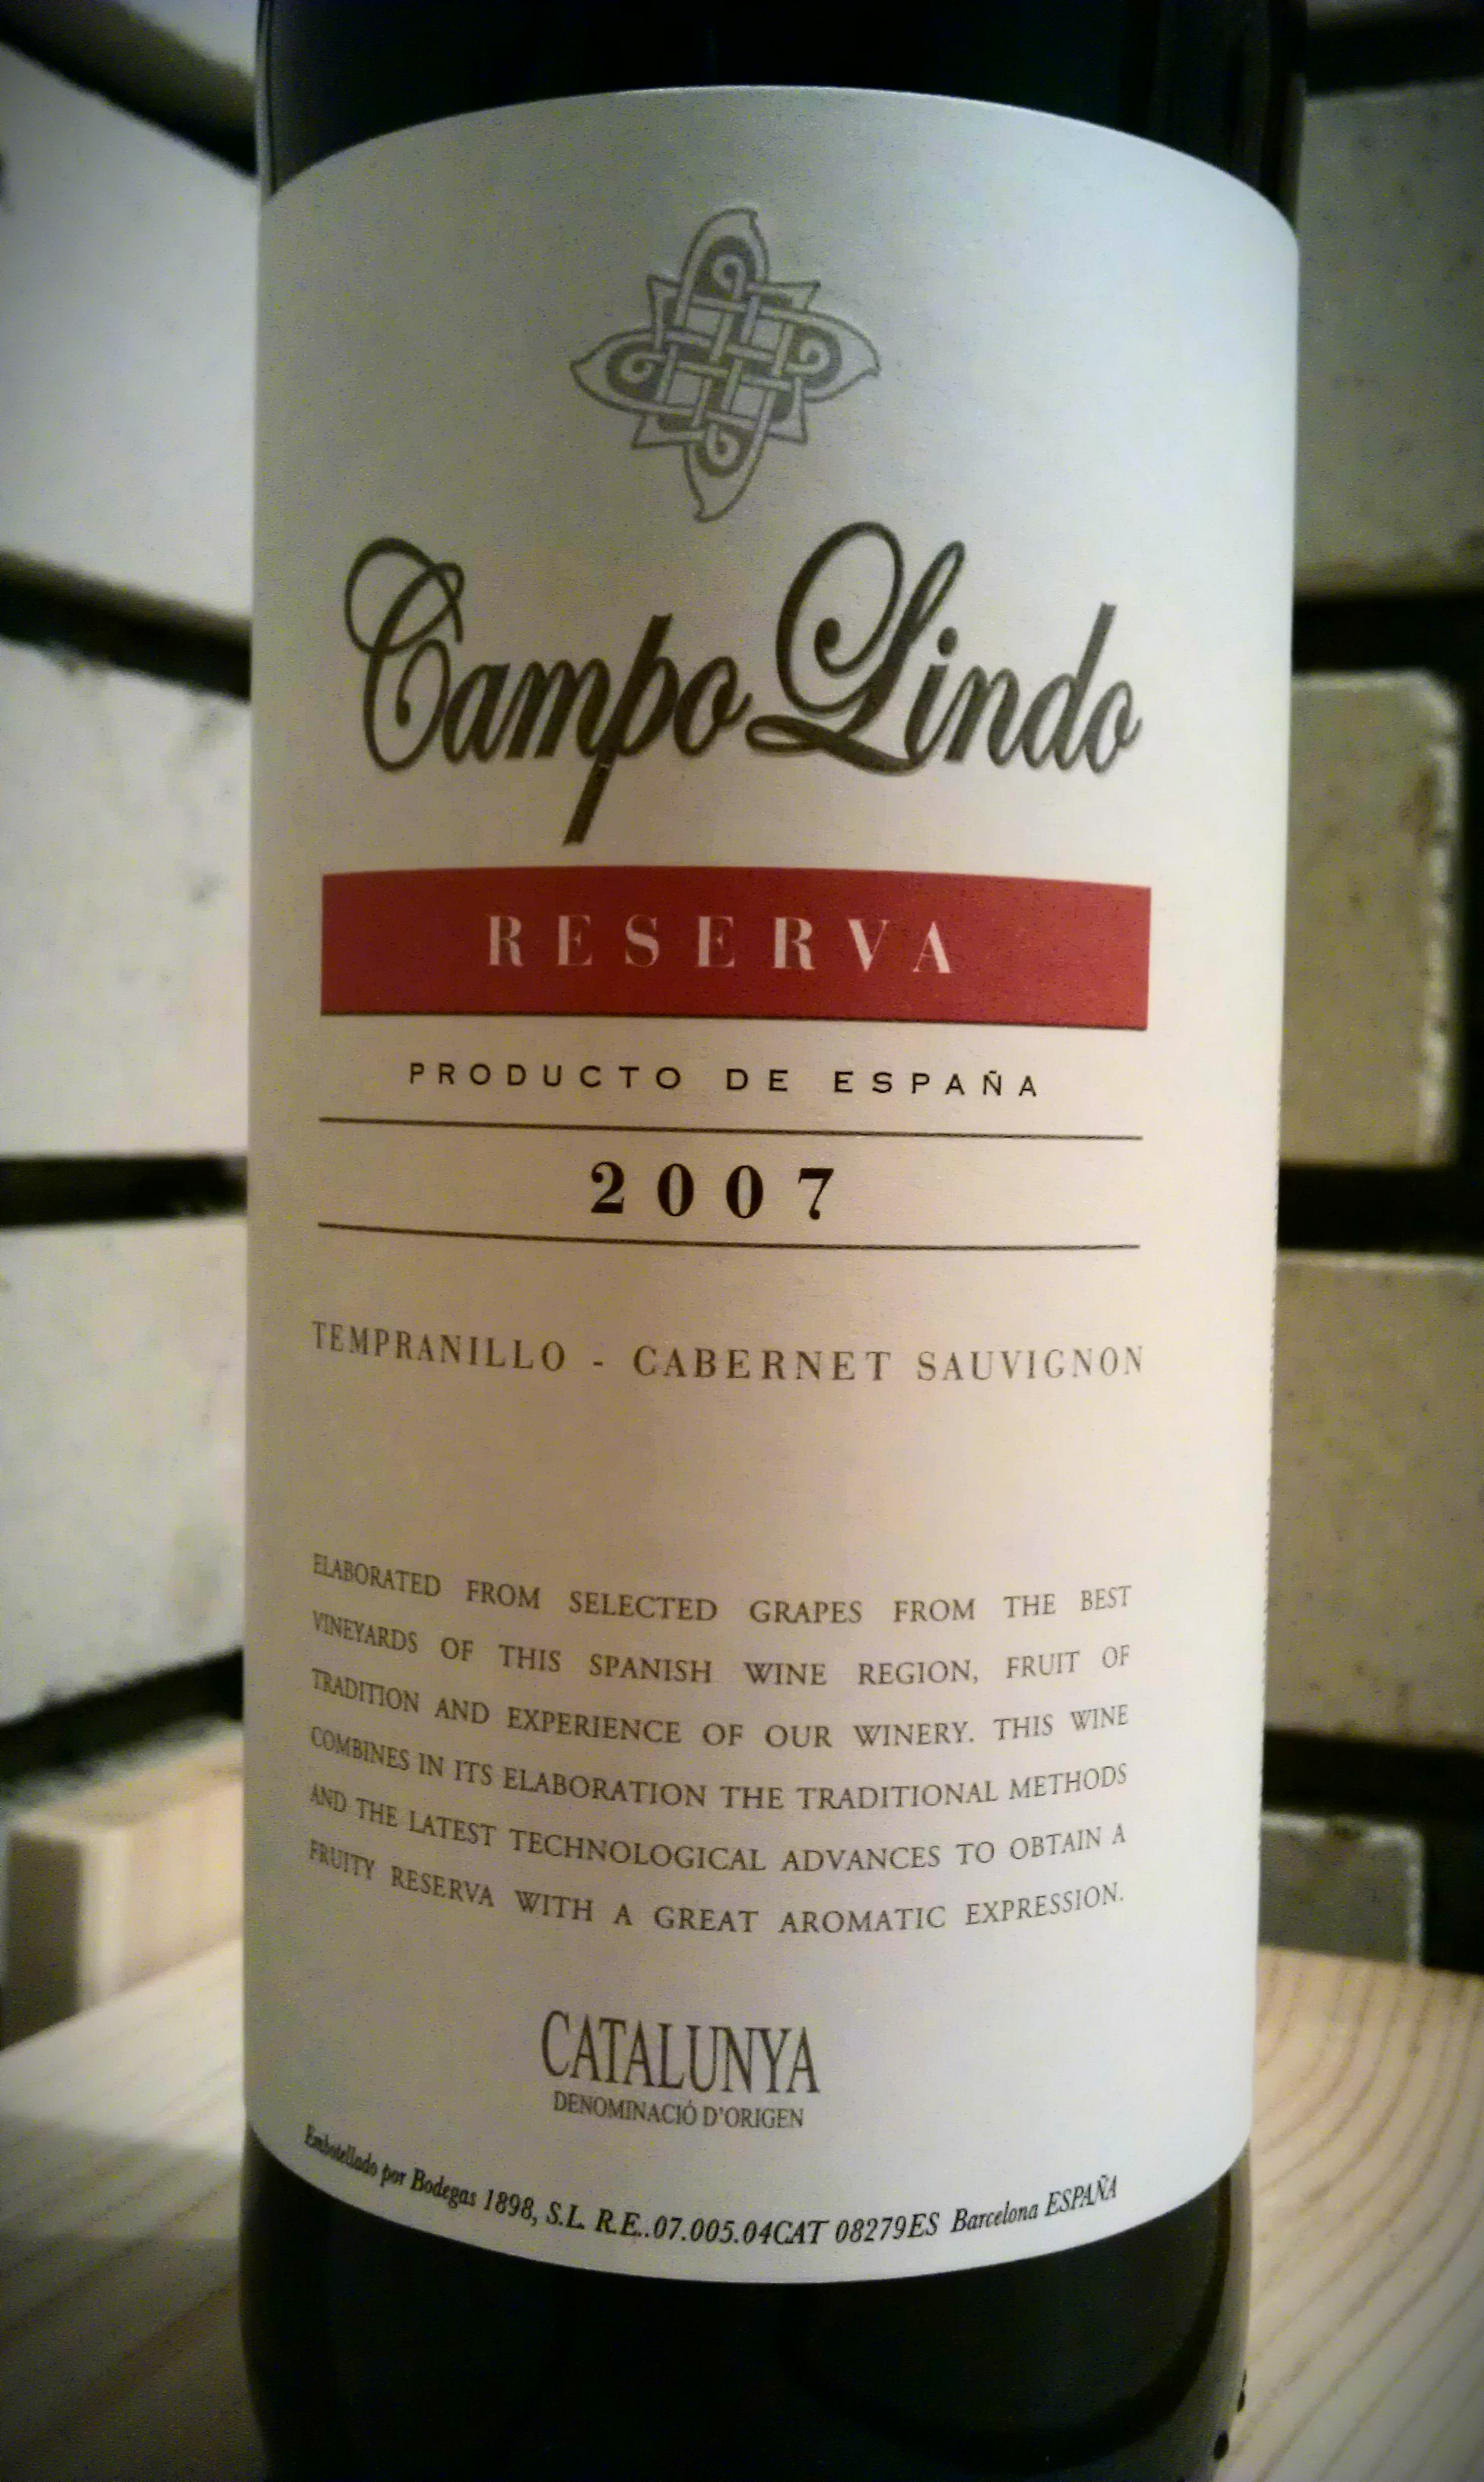 Campo Lindo
RESERVA
PRODUCTO DE ESPAÑA
2007
TEMPRANILLO - CABERNET SAUVIGNON
ELABORATED FROM SELECTED GRAPES FROM THE BEST
VINEYARDS OF THIS SPANISH WINE REGION, FRUIT OF
TRADITION AND EXPERIENCE OF OUR WINERY. THIS WINE
COMBINES IN ITS ELABORATION THE TRADITIONAL METHODS
AND THE LATEST TECHNOLOGICAL ADVANCES TO OBTAIN A
FRUITY RESERVA WITH A GREAT AROMATIC EXPRESSION.
CATALUNYA
DENOMINACIÓ D'ORIGEN
Embotellado por Bodegas 1898, S.L. R.E..07.005.04CAT 08279ES Barcelona ESPAÑA